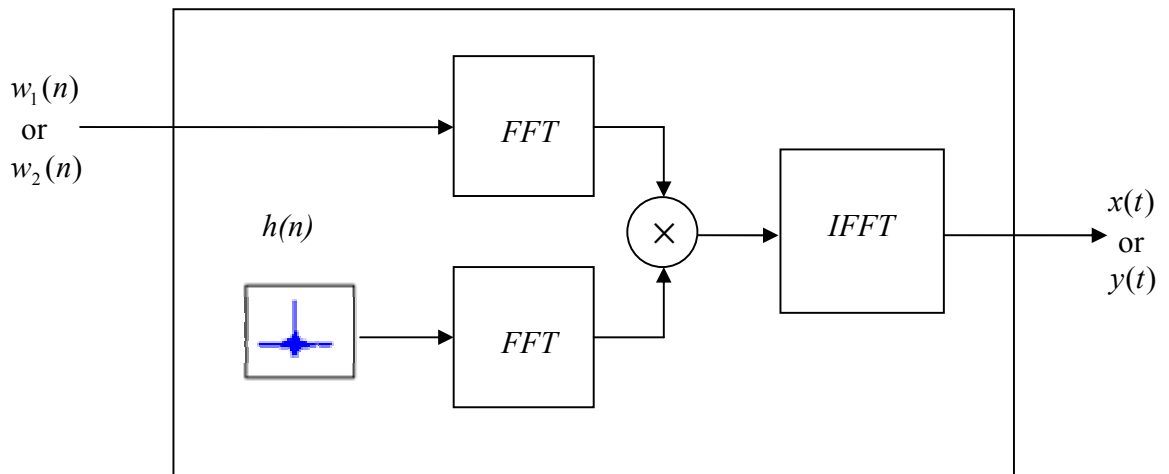 w₁(n)
or
w₂(n)
FFT
h(n)
FFT
×
IFFT
x(t)
or
y(t)